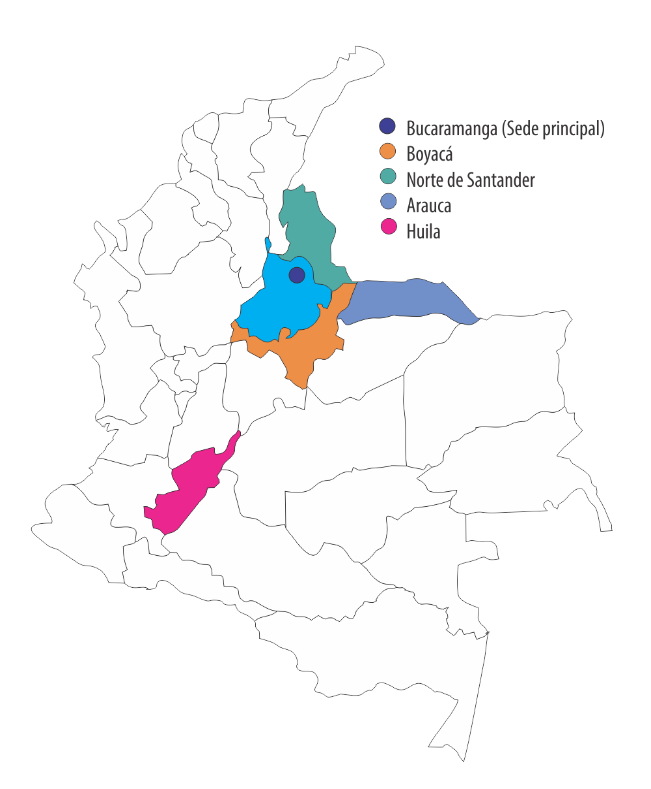 Bucaramanga (Sede principal)
Boyacá
Norte de Santander
Arauca
Huila